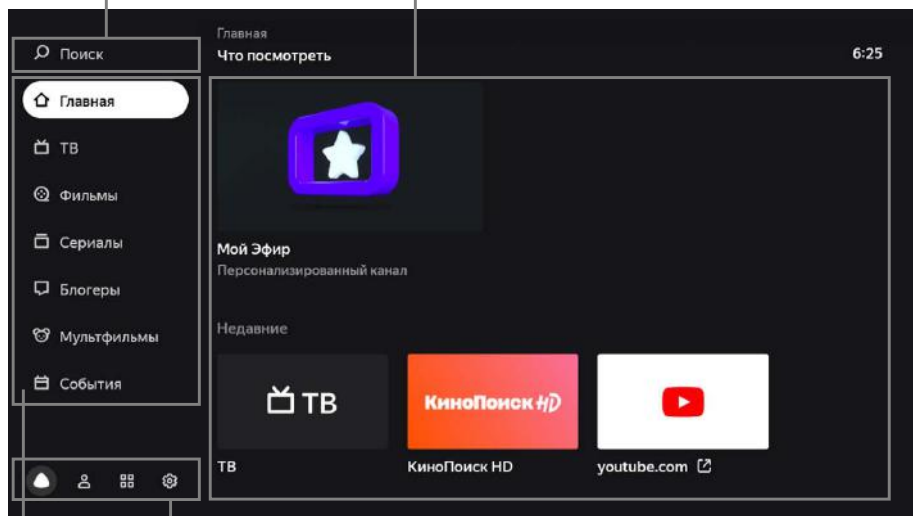 Поиск
Главная
ТВ
Фильмы
Сериалы
Блогеры
Мультфильмы
События
Главная
Что посмотреть
6:25
Мой Эфир
Персонализированный канал
Недавние
ТВ
КиноПоиск HD
ТВ
КиноПоиск HD
youtube.com